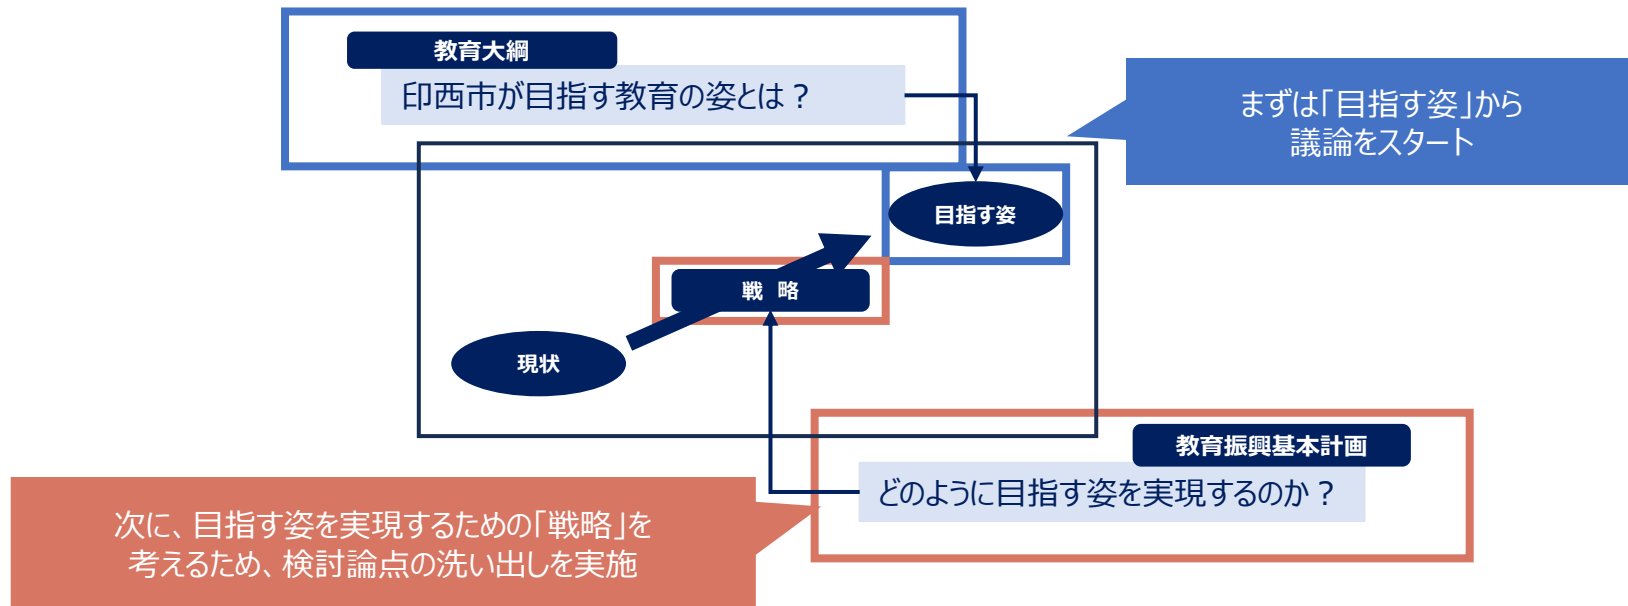 教育大綱
印西市が目指す教育の姿とは？
まずは「目指す姿」から
議論をスタート
目指す姿
戦　略
現状
教育振興基本計画
どのように目指す姿を実現するのか？
次に、目指す姿を実現するための「戦略」を
考えるため、検討論点の洗い出しを実施